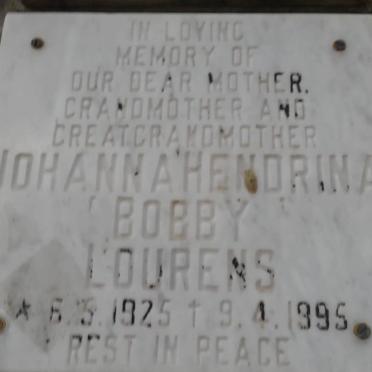 IN LOVING
MEMORY OF
OUR DEAR MOTHER,
GRANDMOTHER AND
GREATGRANDMOTHER
JOHANNA HENDRINA
'BOBBY'
LOURENS
* 6.9.1925 † 9.4.1995
REST IN PEACE